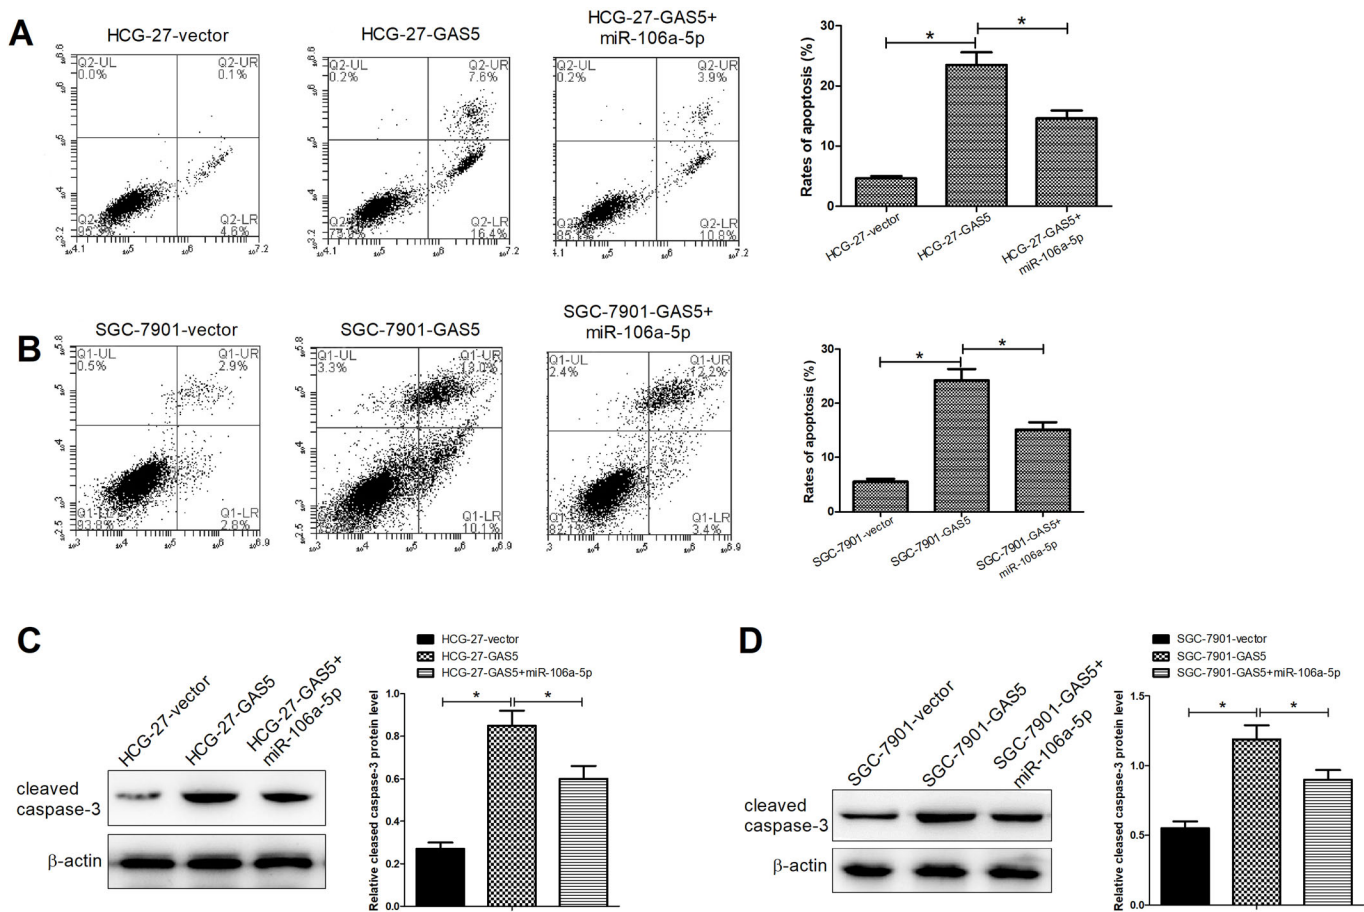 A
HCG-27-vector
Q2-UL
0.0%
Q2-UR
0.1%
Q2-LR
4.6%
HCG-27-GAS5
Q2-UL
0.2%
Q2-UR
7.6%
Q2-LR
16.4%
HCG-27-GAS5+
miR-106a-5p
Q2-UL
0.2%
Q2-UR
3.9%
Q2-LR
10.8%
Rates of apoptosis (%)
30
20
10
0
*
*
HCG-27-vector
HCG-27-GAS5
HCG-27-GAS5+
miR-106a-5p
B
SGC-7901-vector
Q1-UL
0.5%
Q1-UR
2.9%
93.8%
Q1-LR
2.8%
SGC-7901-GAS5
Q1-UL
3.3%
Q1-UR
13.0%
Q1-LR
10.1%
SGC-7901-GAS5+
miR-106a-5p
Q1-UL
2.4%
Q1-UR
12.2%
82.1%
Q1-LR
3.4%
Rates of apoptosis (%)
30
20
10
0
*
*
SGC-7901-vector
SGC-7901-GAS5
SGC-7901-GAS5+
miR-106a-5p
C
HCG-27-vector
HCG-27-GAS5
HCG-27-GAS5+
miR-106a-5p
cleaved
caspase-3
β-actin
HCG-27-vector
HCG-27-GAS5
HCG-27-GAS5+miR-106a-5p
Relative cleased caspase-3 protein level
1.0
0.8
0.6
0.4
0.2
0.0
*
*
D
SGC-7901-vector
SGC-7901-GAS5
SGC-7901-GAS5+
miR-106a-5p
cleaved
caspase-3
β-actin
SGC-7901-vector
SGC-7901-GAS5
SGC-7901-GAS5+miR-106a-5p
Relative cleased caspase-3 protein level
1.5
1.0
0.5
0.0
*
*